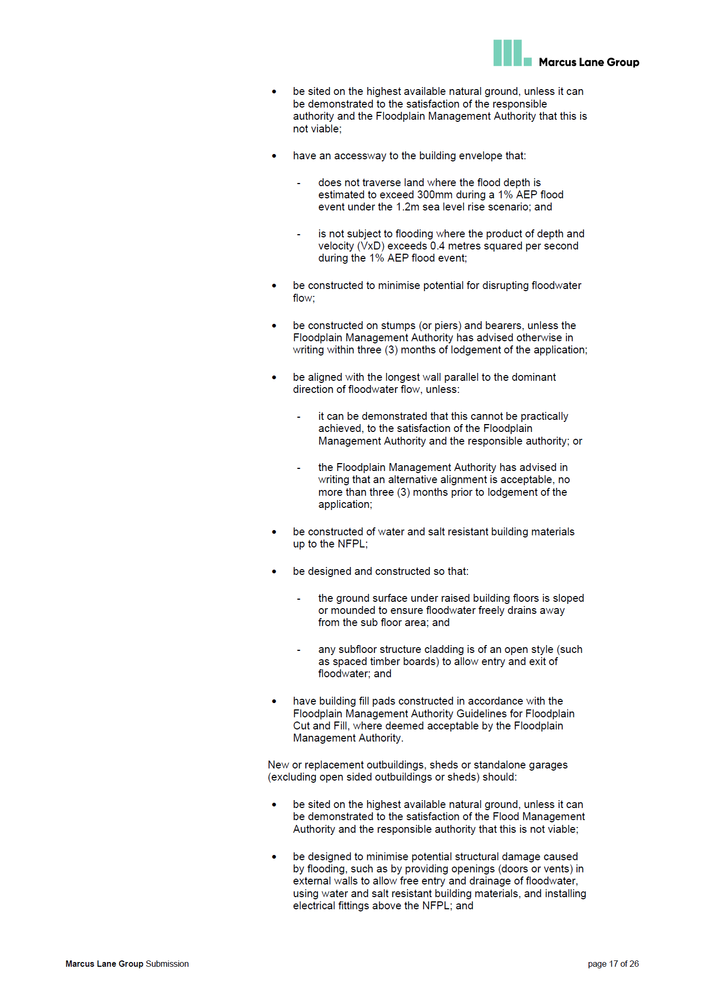 Marcus Lane Group
• be sited on the highest available natural ground, unless it can
be demonstrated to the satisfaction of the responsible
authority and the Floodplain Management Authority that this is
not viable;
• have an accessway to the building envelope that:
- does not traverse land where the flood depth is
estimated to exceed 300mm during a 1% AEP flood
event under the 1.2m sea level rise scenario; and
- is not subject to flooding where the product of depth and
velocity (VxD) exceeds 0.4 metres squared per second
during the 1% AEP flood event;
• be constructed to minimise potential for disrupting floodwater
flow;
• be constructed on stumps (or piers) and bearers, unless the
Floodplain Management Authority has advised otherwise in
writing within three (3) months of lodgement of the application;
• be aligned with the longest wall parallel to the dominant
direction of floodwater flow, unless:
- it can be demonstrated that this cannot be practically
achieved, to the satisfaction of the Floodplain
Management Authority and the responsible authority; or
- the Floodplain Management Authority has advised in
writing that an alternative alignment is acceptable, no
more than three (3) months prior to lodgement of the
application;
• be constructed of water and salt resistant building materials
up to the NFPL;
• be designed and constructed so that:
- the ground surface under raised building floors is sloped
or mounded to ensure floodwater freely drains away
from the sub floor area; and
- any subfloor structure cladding is of an open style (such
as spaced timber boards) to allow entry and exit of
floodwater; and
• have building fill pads constructed in accordance with the
Floodplain Management Authority Guidelines for Floodplain
Cut and Fill, where deemed acceptable by the Floodplain
Management Authority.
New or replacement outbuildings, sheds or standalone garages
(excluding open sided outbuildings or sheds) should:
• be sited on the highest available natural ground, unless it can
be demonstrated to the satisfaction of the Flood Management
Authority and the responsible authority that this is not viable;
• be designed to minimise potential structural damage caused
by flooding, such as by providing openings (doors or vents) in
external walls to allow free entry and drainage of floodwater,
using water and salt resistant building materials, and installing
electrical fittings above the NFPL; and
Marcus Lane Group Submission page 17 of 26